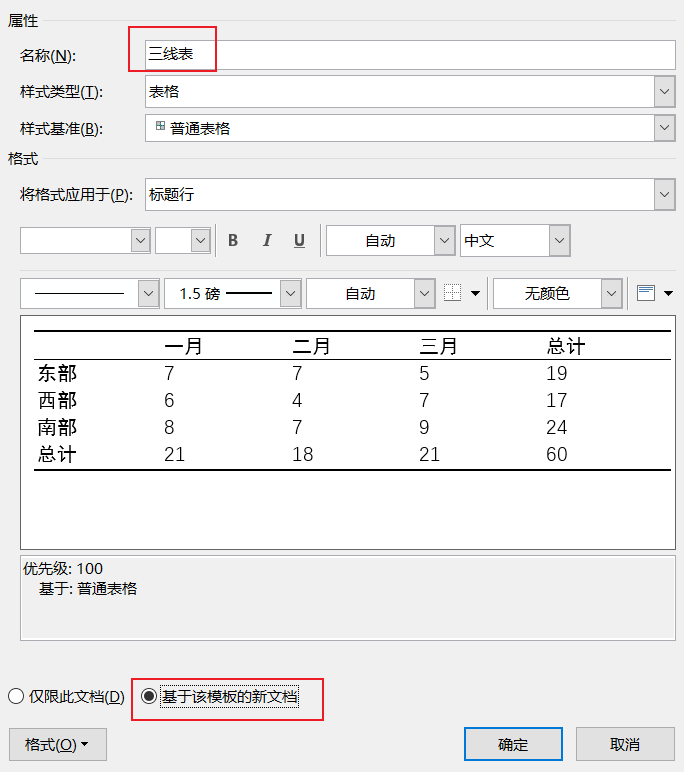 属性
名称(N): 三线表
样式类型(T): 表格
样式基准(B): 普通表格
格式
将格式应用于(P): 标题行
B I U 自动 中文
1.5 磅 自动 无颜色
一月 二月 三月 总计
东部 7 7 5 19
西部 6 4 7 17
南部 8 7 9 24
总计 21 18 21 60
优先级: 100
基于: 普通表格
仅限此文档(D) 基于该模板的新文档
格式(O) 确定 取消